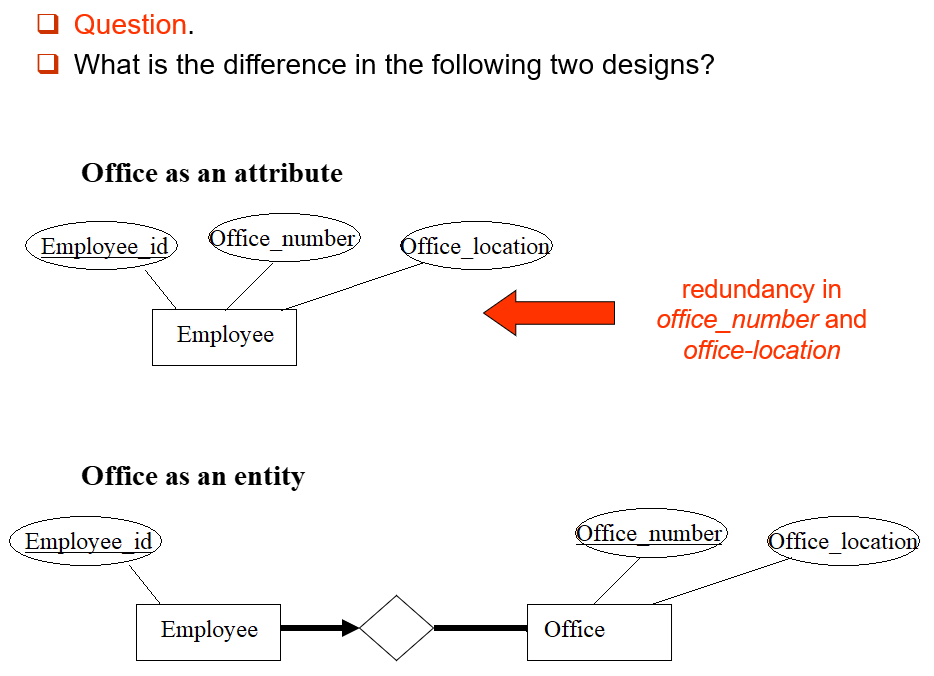 Question.
What is the difference in the following two designs?
Office as an attribute
Employee_id
Office_number
Office_location
Employee
redundancy in
office_number and
office-location
Office as an entity
Employee_id
Office_number
Office_location
Employee
Office